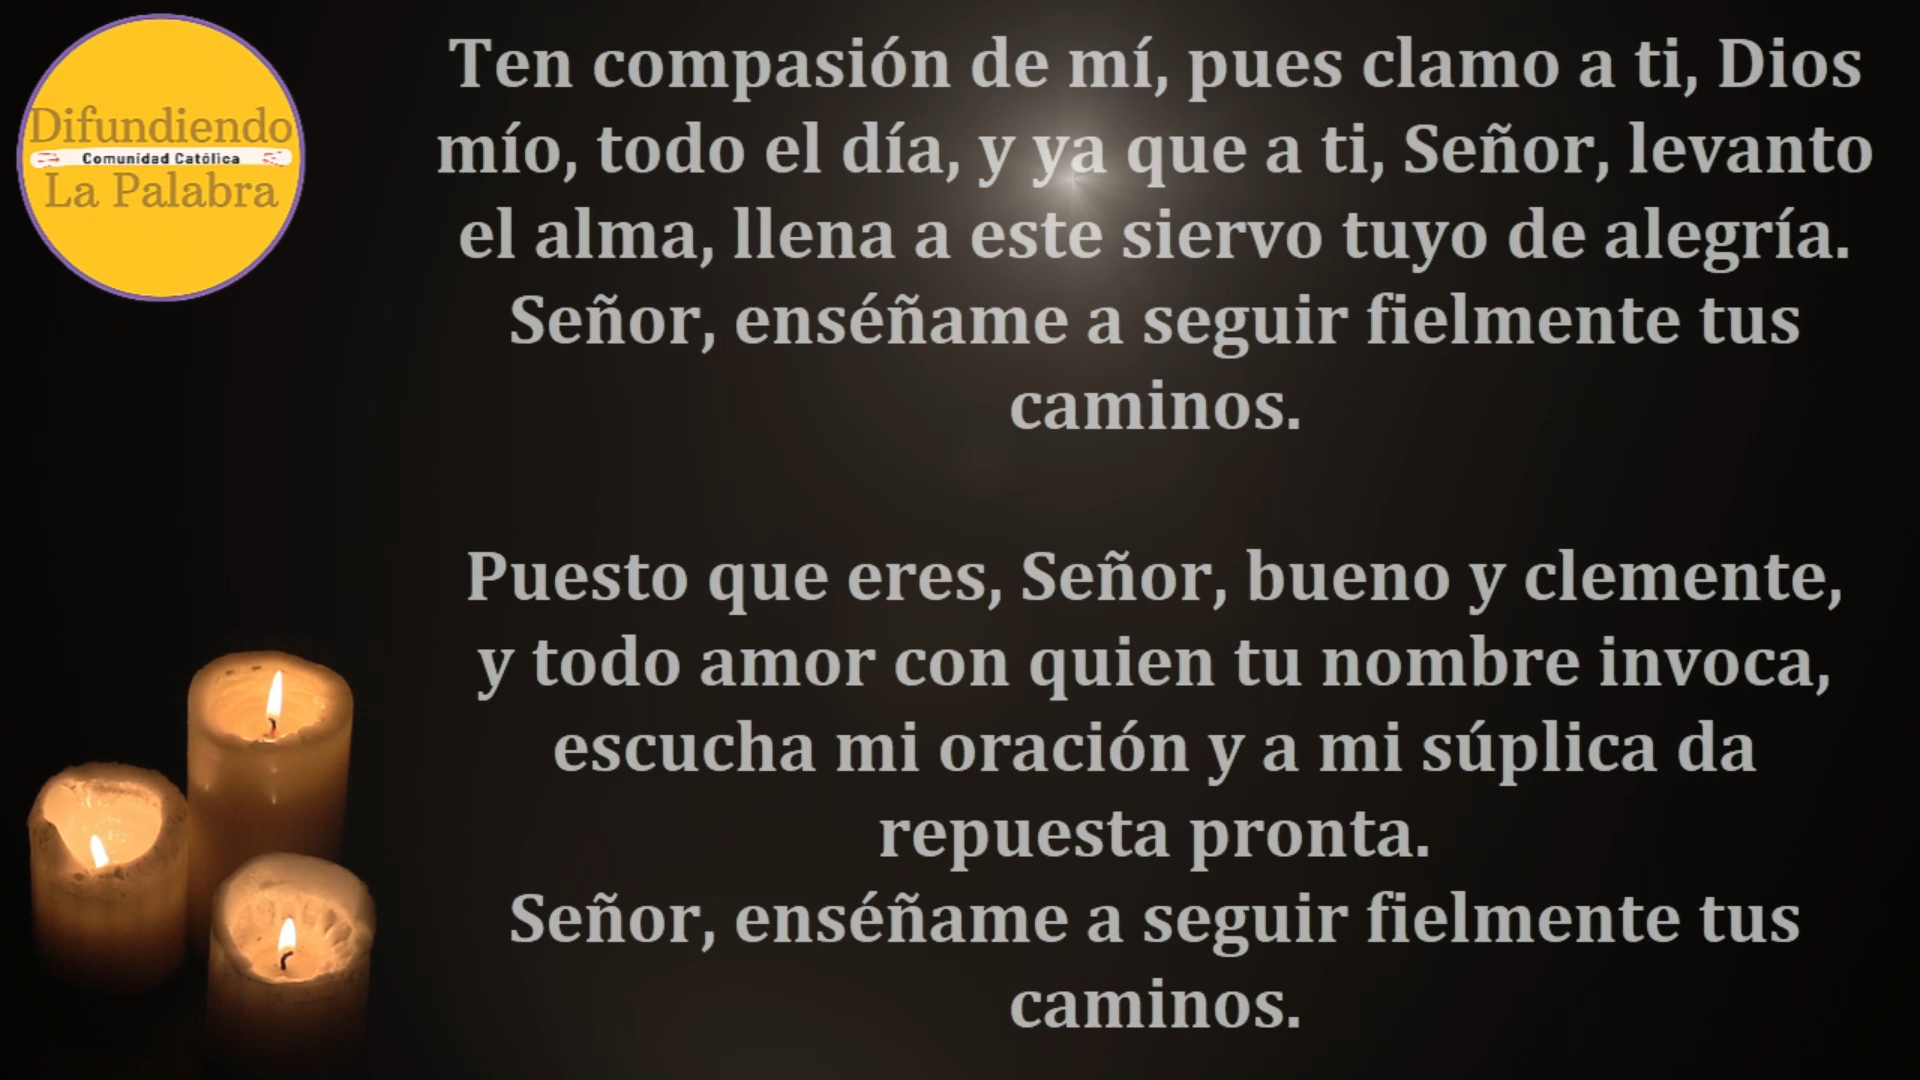 Difundiendo
Comunidad Católica
La Palabra
Ten compasión de mí, pues clamo a ti, Dios
mío, todo el día, y ya que a ti, Señor, levanto
el alma, llena a este siervo tuyo de alegría.
Señor, enséñame a seguir fielmente tus
caminos.
Puesto que eres, Señor, bueno y clemente,
y todo amor con quien tu nombre invoca,
escucha mi oración y a mi súplica da
repuesta pronta.
Señor, enséñame a seguir fielmente tus
caminos.